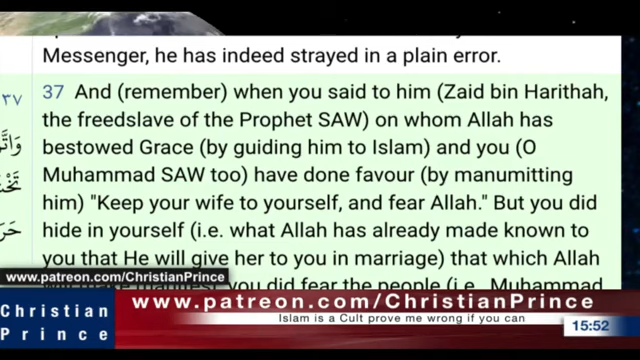 Messenger, he has indeed strayed in a plain error.
٣٧
37 And (remember) when you said to him (Zaid bin Harithah,
the freedslave of the Prophet SAW) on whom Allah has
bestowed Grace (by guiding him to Islam) and you (O
Muhammad SAW too) have done favour (by manumitting
him) "Keep your wife to yourself, and fear Allah." But you did
hide in yourself (i.e. what Allah has already made known to
you that He will give her to you in marriage) that which Allah
you did fear the people (i.e., Muhammad
www.patreon.com/ChristianPrince
www.patreon.com/ChristianPrince
Christian
Prince
Islam is a Cult prove me wrong if you can
15:52